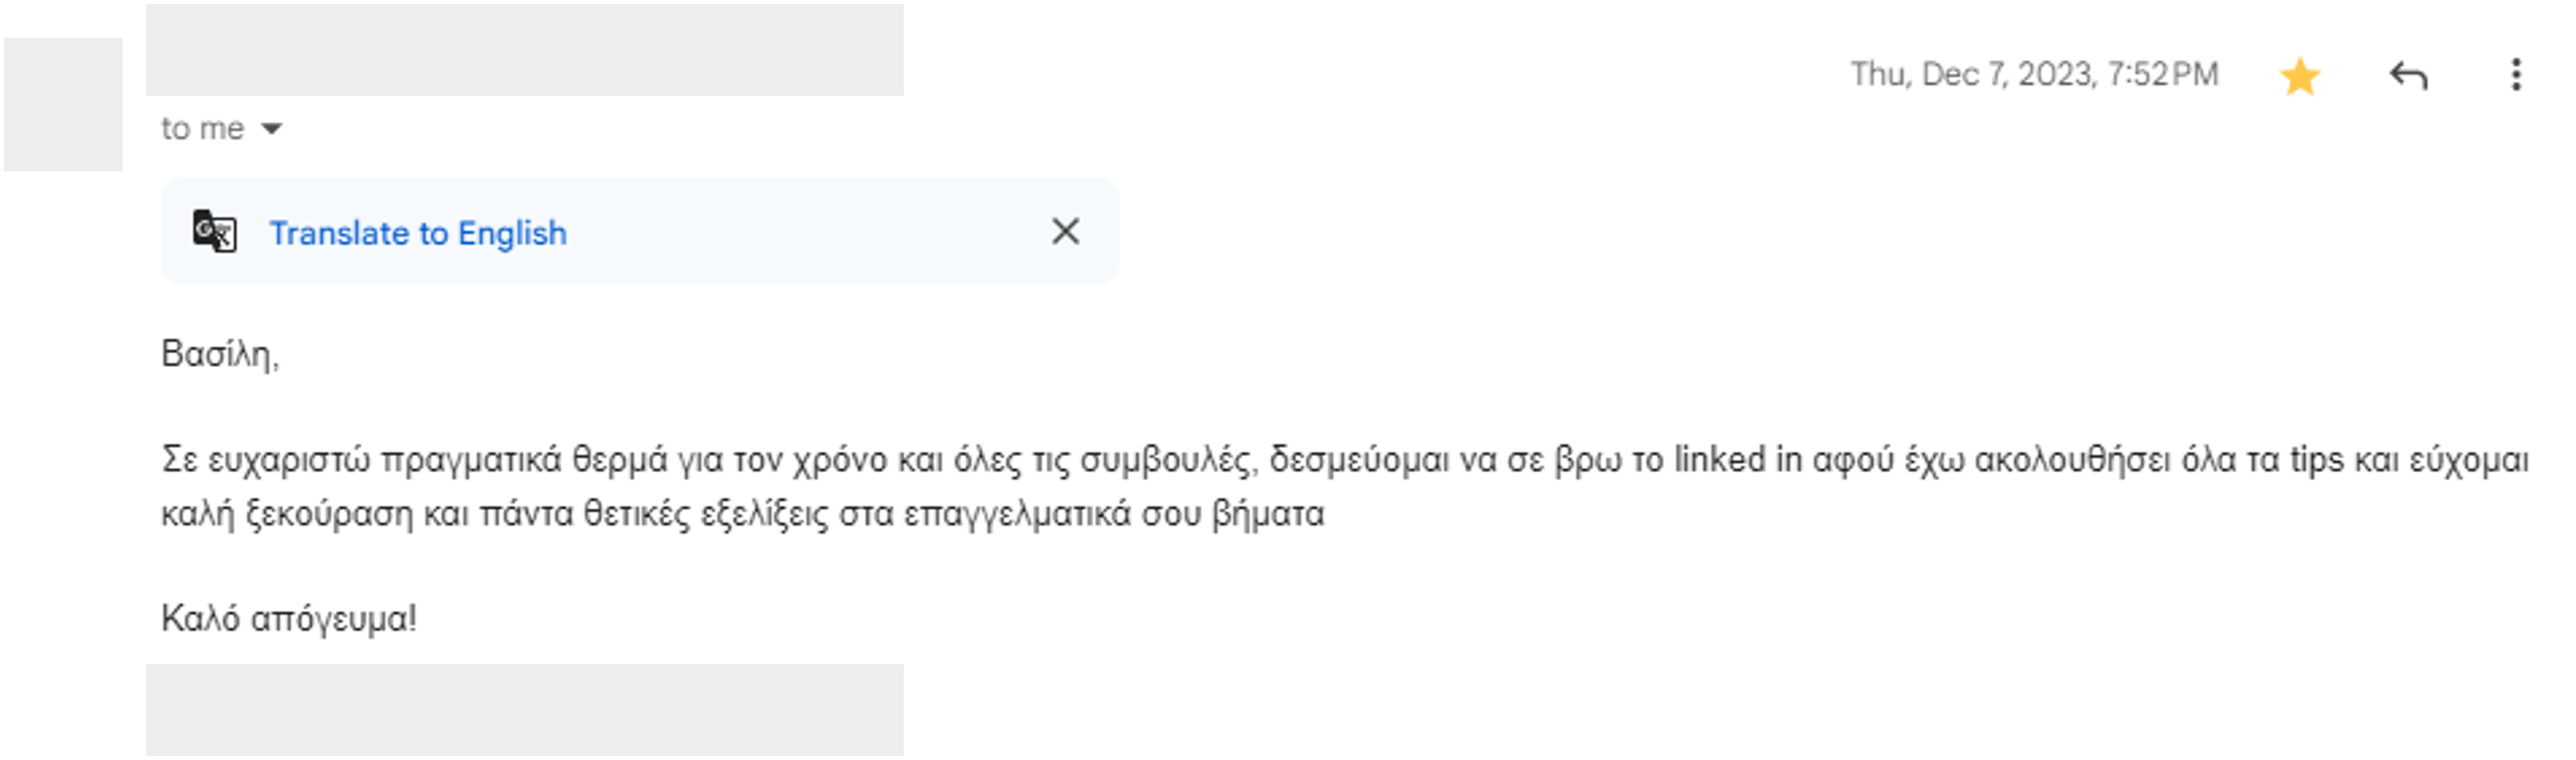 Thu, Dec 7, 2023, 7:52 PM
to me
Translate to English
Βασίλη,
Σε ευχαριστώ πραγματικά θερμά για τον χρόνο και όλες τις συμβουλές, δεσμεύομαι να σε βρω το linked in αφού έχω ακολουθήσει όλα τα tips και εύχομαι
καλή ξεκούραση και πάντα θετικές εξελίξεις στα επαγγελματικά σου βήματα
Καλό απόγευμα!